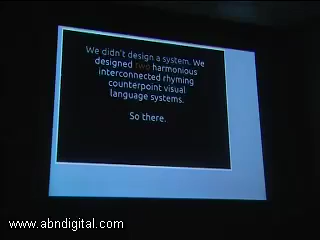 We didn't design a system. We
designed two harmonious
interconnected rhyming
counterpoint visual
language systems.
So there.
www.abndigital.com